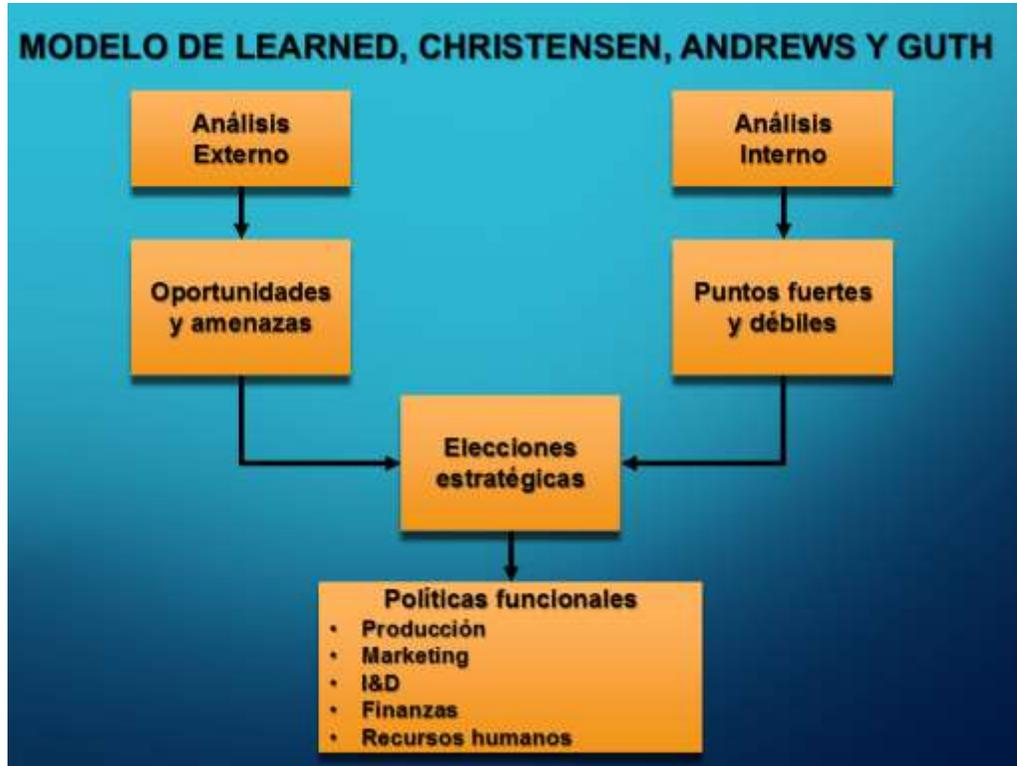 MODELO DE LEARNED, CHRISTENSEN, ANDREWS Y GUTH
Análisis
Externo
Análisis
Interno
Oportunidades
y amenazas
Puntos fuertes
y débiles
Elecciones
estratégicas
Políticas funcionales
• Producción
• Marketing
• I&D
• Finanzas
• Recursos humanos